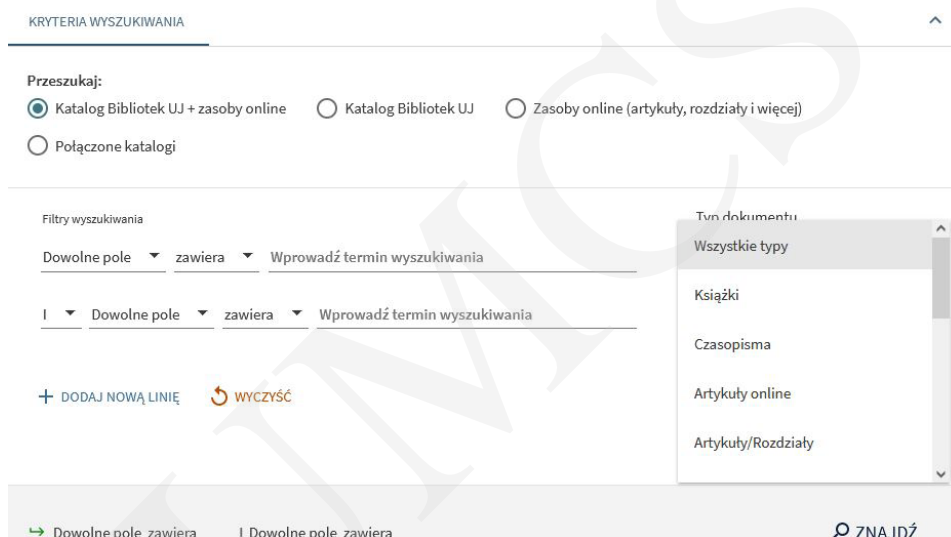 KRYTERIA WYSZUKIWANIA
Przeszukaj:
Katalog Bibliotek UJ + zasoby online Katalog Bibliotek UJ Zasoby online (artykuły, rozdziały i więcej)
Połączone katalogi
Filtry wyszukiwania
Typ dokumentu
Dowolne pole zawiera Wprowadź termin wyszukiwania
I Dowolne pole zawiera Wprowadź termin wyszukiwania
+ DODAJ NOWĄ LINIĘ WYCZYŚĆ
Wszystkie typy
Książki
Czasopisma
Artykuły online
Artykuły/Rozdziały
Dowolne pole zawiera I Dowolne pole zawiera ZNAJDŹ
UMCS